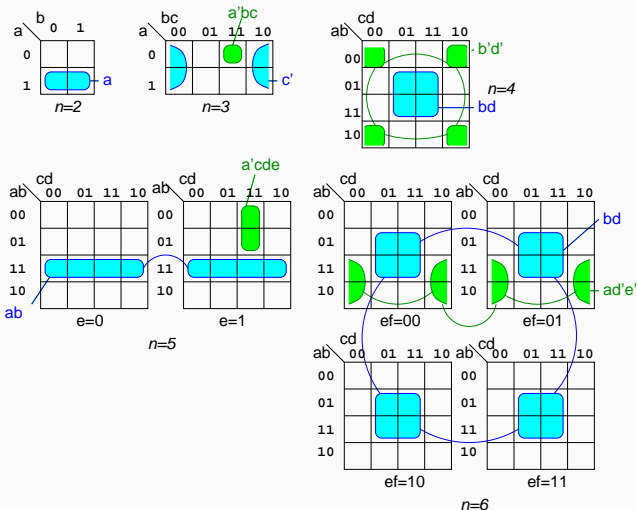 b
a
0 1
0
1
a
n=2
bc
a
00 01 11 10
0
1
a'bc
c'
n=3
cd
ab
00 01 11 10
00
01
11
10
b'd'
n=4
bd
cd
ab
00 01 11 10
00
01
11
10
ab
e=0
cd
ab
00 01 11 10
00
01
11
10
a'cde
e=1
n=5
cd
ab
00 01 11 10
00
01
11
10
ef=00
cd
ab
00 01 11 10
00
01
11
10
bd
ad'e'
ef=01
cd
ab
00 01 11 10
00
01
11
10
ef=10
cd
ab
00 01 11 10
00
01
11
10
ef=11
n=6